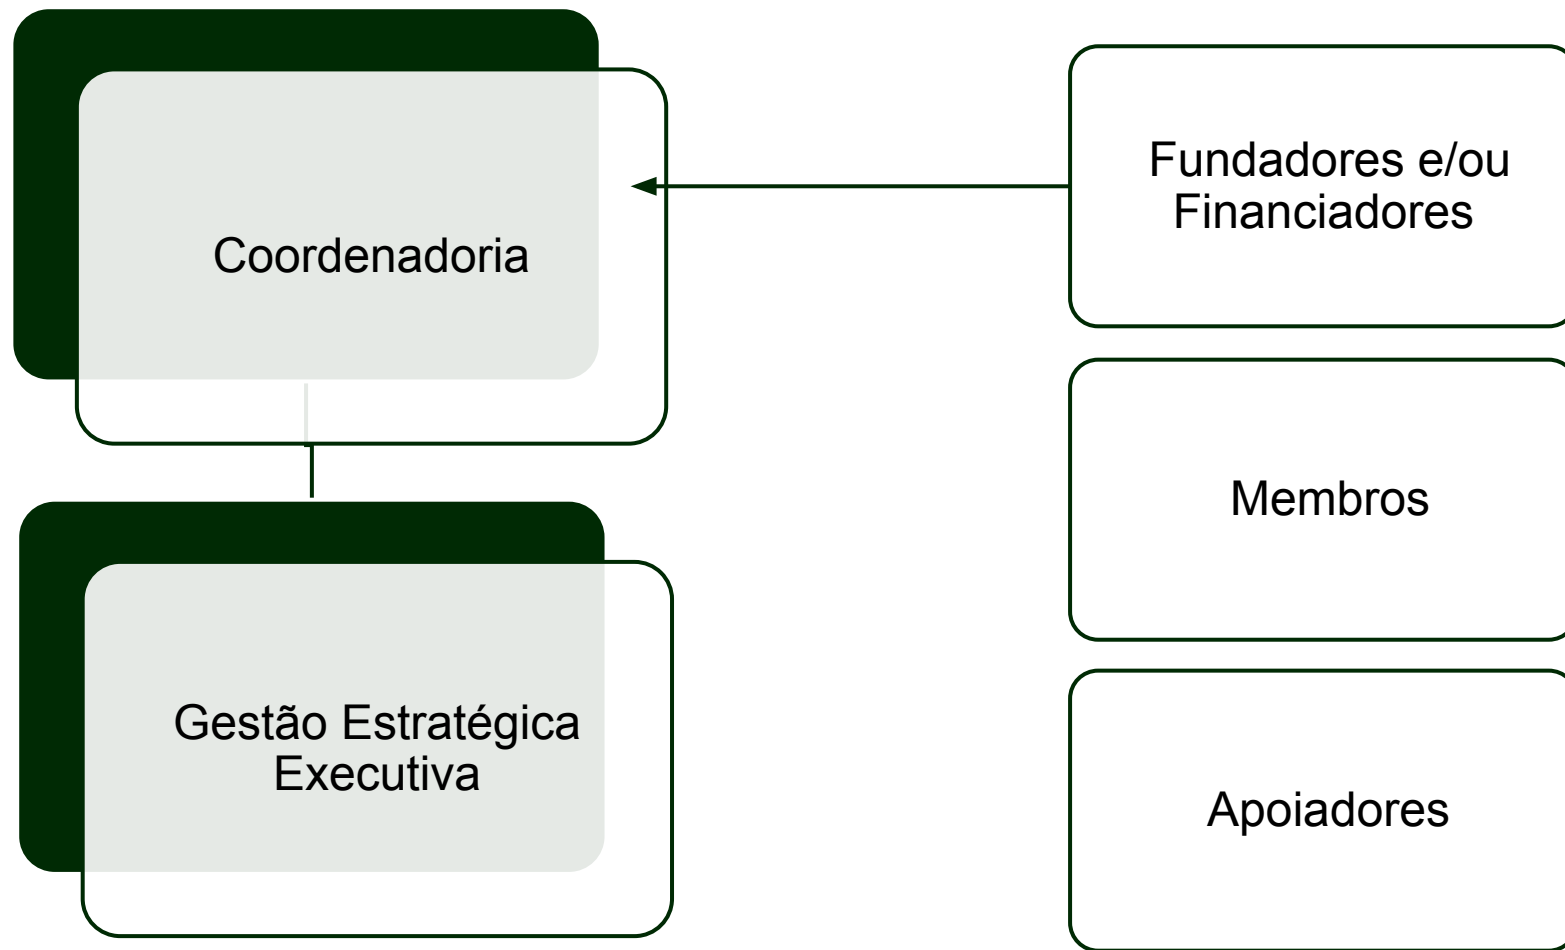 Coordenadoria
Gestão Estratégica
Executiva
Fundadores e/ou
Financiadores
Membros
Apoiadores